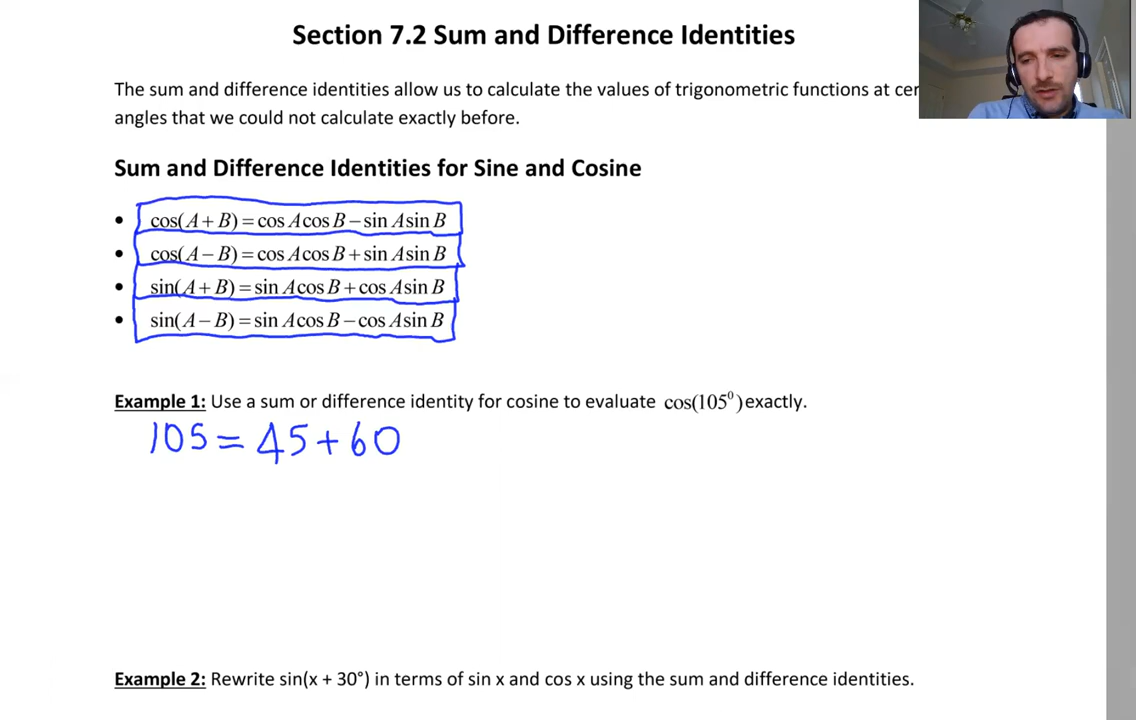 Section 7.2 Sum and Difference Identities
The sum and difference identities allow us to calculate the values of trigonometric functions at
angles that we could not calculate exactly before.
Sum and Difference Identities for Sine and Cosine
• cos(A + B) = cos A cos B − sin A sin B
• cos(A − B) = cos A cos B + sin A sin B
• sin(A + B) = sin A cos B + cos A sin B
• sin(A − B) = sin A cos B − cos A sin B
Example 1: Use a sum or difference identity for cosine to evaluate cos(105⁰) exactly.
105 = 45 + 60
Example 2: Rewrite sin(x + 30°) in terms of sin x and cos x using the sum and difference identities.